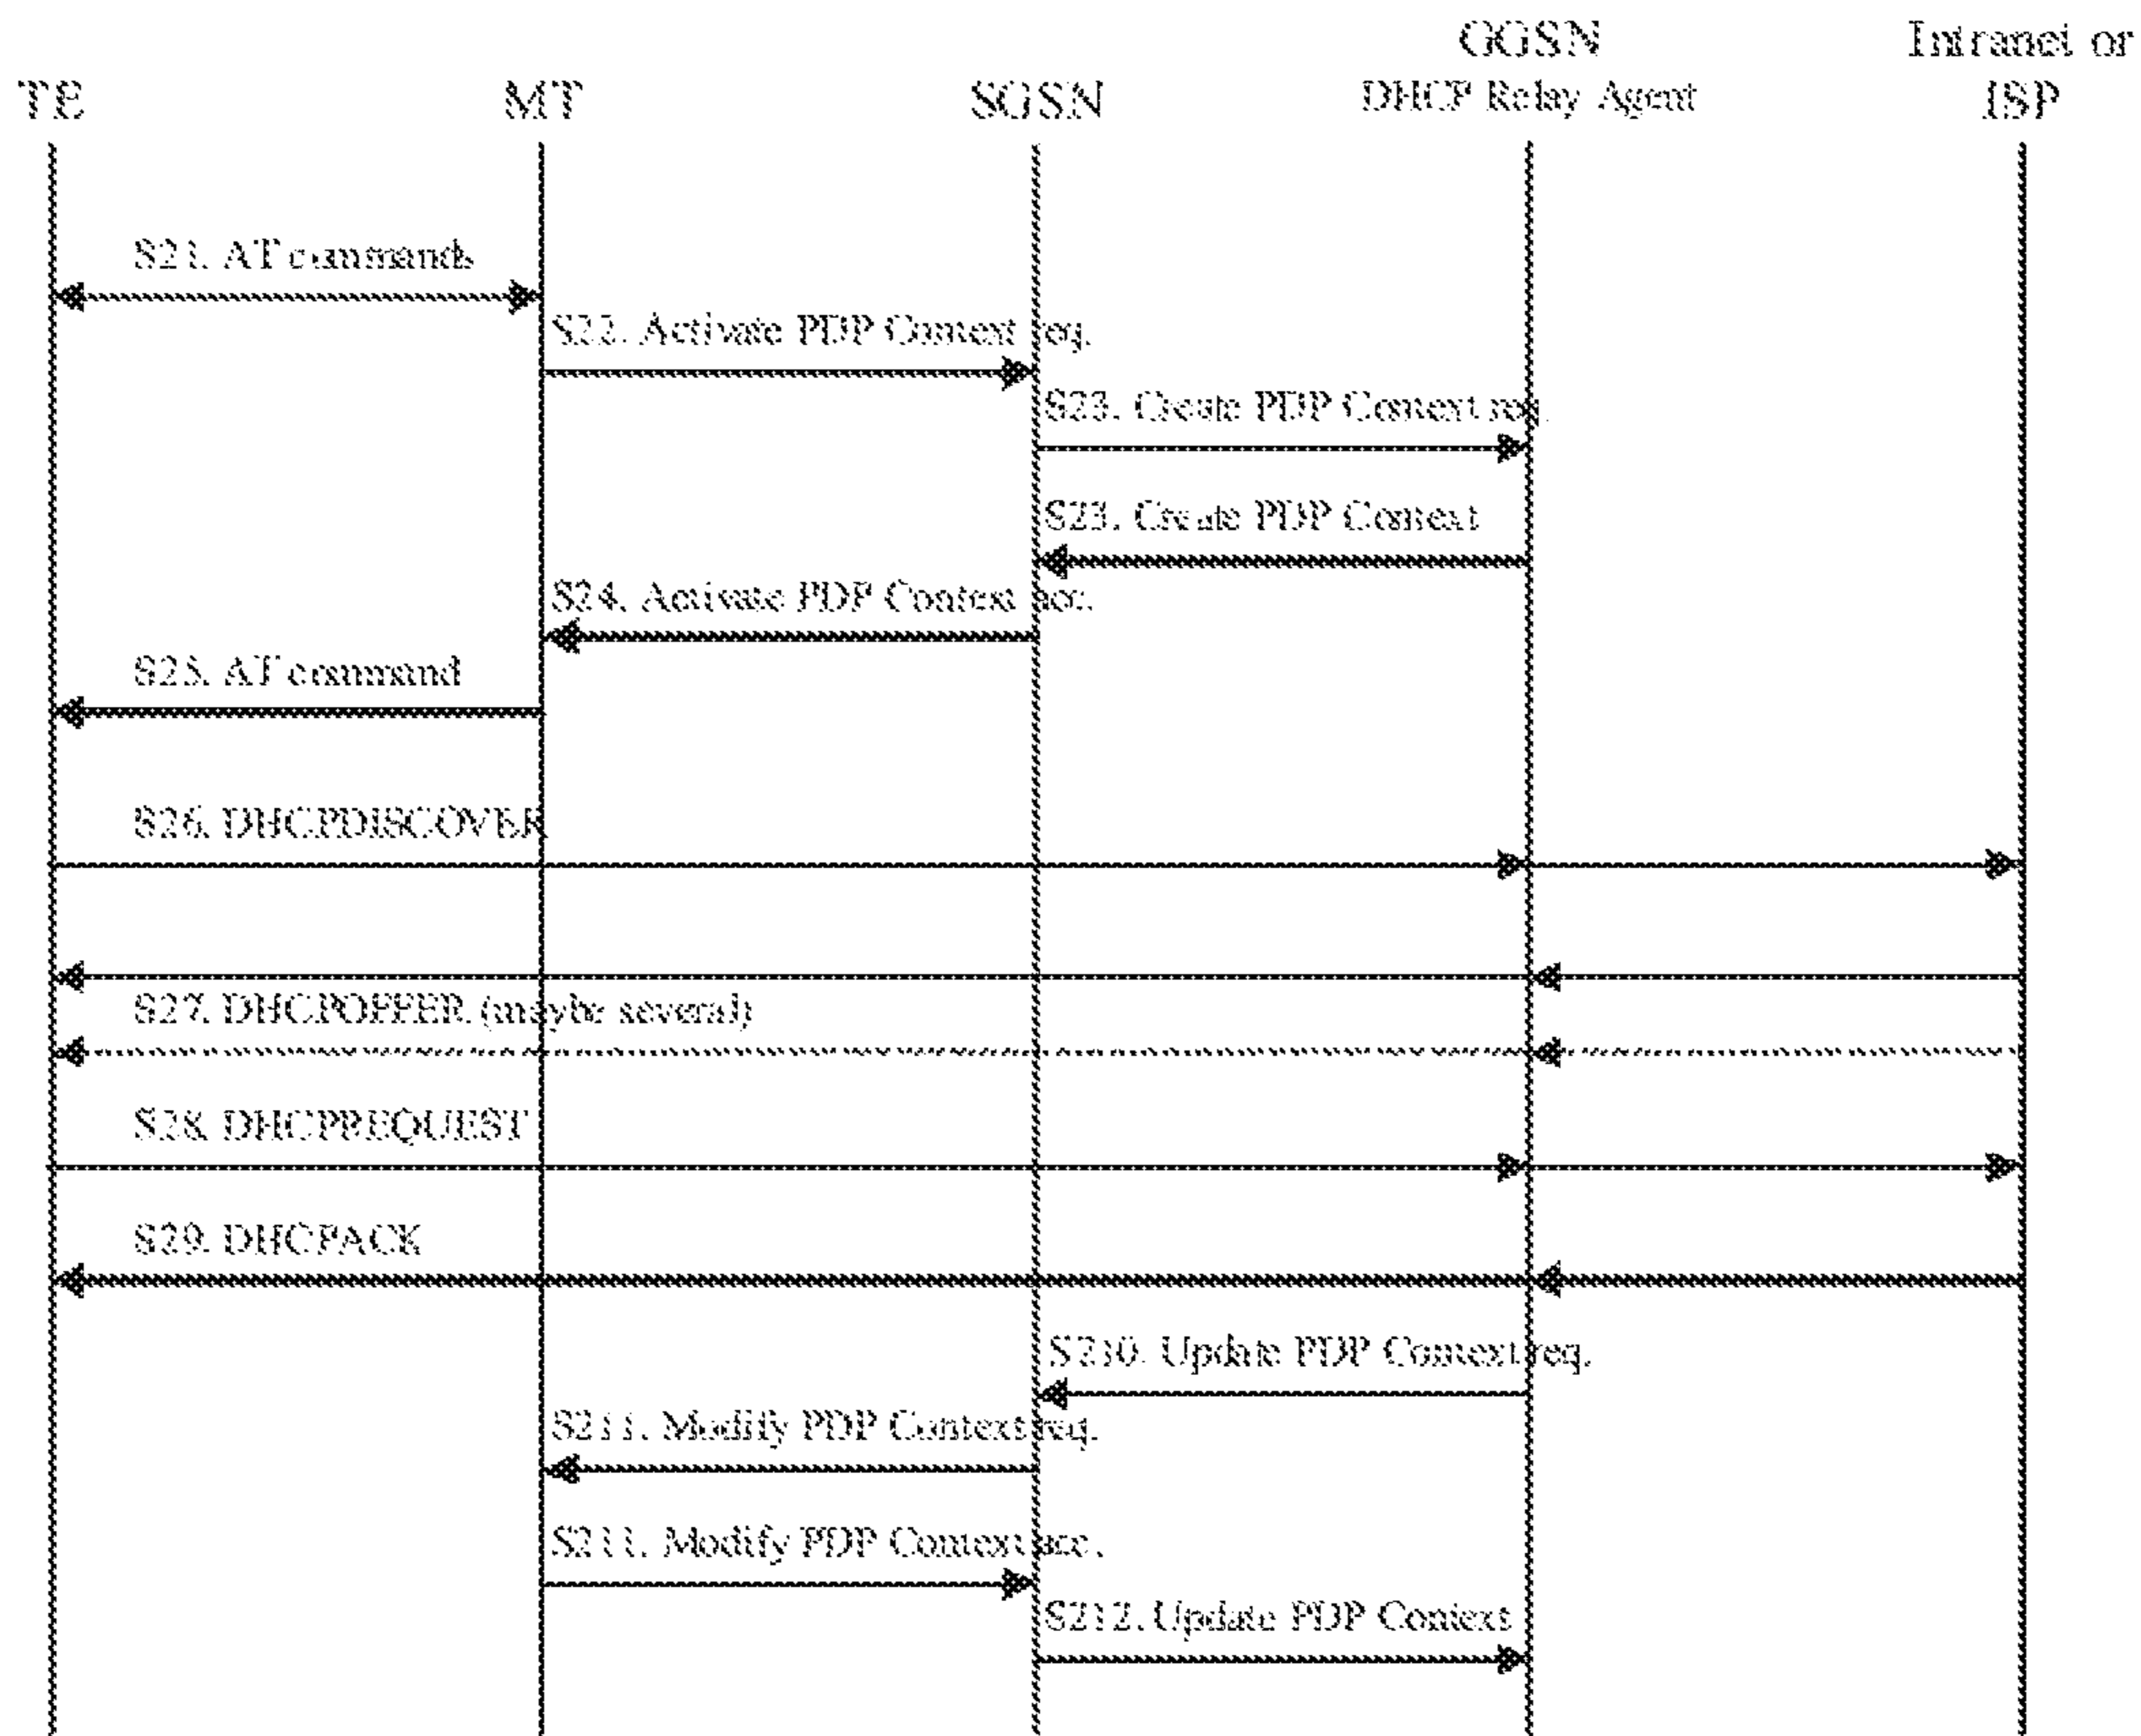 TE
MT
SGSN
GGSN
DHCP Relay Agent
Intranet or
ISP
S21. AT commands
S22. Activate PDP Context req.
S23. Create PDP Context req.
S23. Create PDP Context
S24. Activate PDP Context acc.
S25. AT command
S26. DHCPDISCOVER
S27. DHCPOFFER (maybe several)
S28. DHCPREQUEST
S29. DHCPACK
S210. Update PDP Context req.
S211. Modify PDP Context req.
S211. Modify PDP Context acc.
S212. Update PDP Context